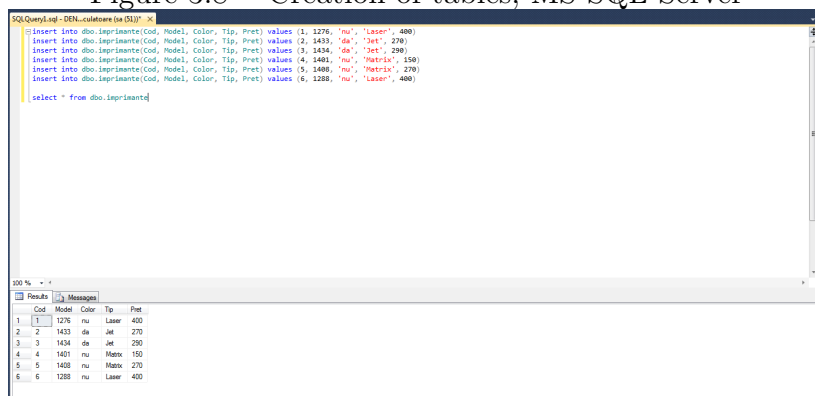 Figure 3.8 – Creation of tables, MS SQL Server
SQLQuery1.sql - DEN...culatoare (sa (51))* ×
insert into dbo.imprimante(Cod, Model, Color, Tip, Pret) values (1, 1276, 'nu', 'Laser', 400)
insert into dbo.imprimante(Cod, Model, Color, Tip, Pret) values (2, 1433, 'da', 'Jet', 270)
insert into dbo.imprimante(Cod, Model, Color, Tip, Pret) values (3, 1434, 'da', 'Jet', 290)
insert into dbo.imprimante(Cod, Model, Color, Tip, Pret) values (4, 1401, 'nu', 'Matrix', 150)
insert into dbo.imprimante(Cod, Model, Color, Tip, Pret) values (5, 1408, 'nu', 'Matrix', 270)
insert into dbo.imprimante(Cod, Model, Color, Tip, Pret) values (6, 1288, 'nu', 'Laser', 400)
select * from dbo.imprimante
100 %
Results Messages
Cod Model Color Tip Pret
1 1 1276 nu Laser 400
2 2 1433 da Jet 270
3 3 1434 da Jet 290
4 4 1401 nu Matrix 150
5 5 1408 nu Matrix 270
6 6 1288 nu Laser 400